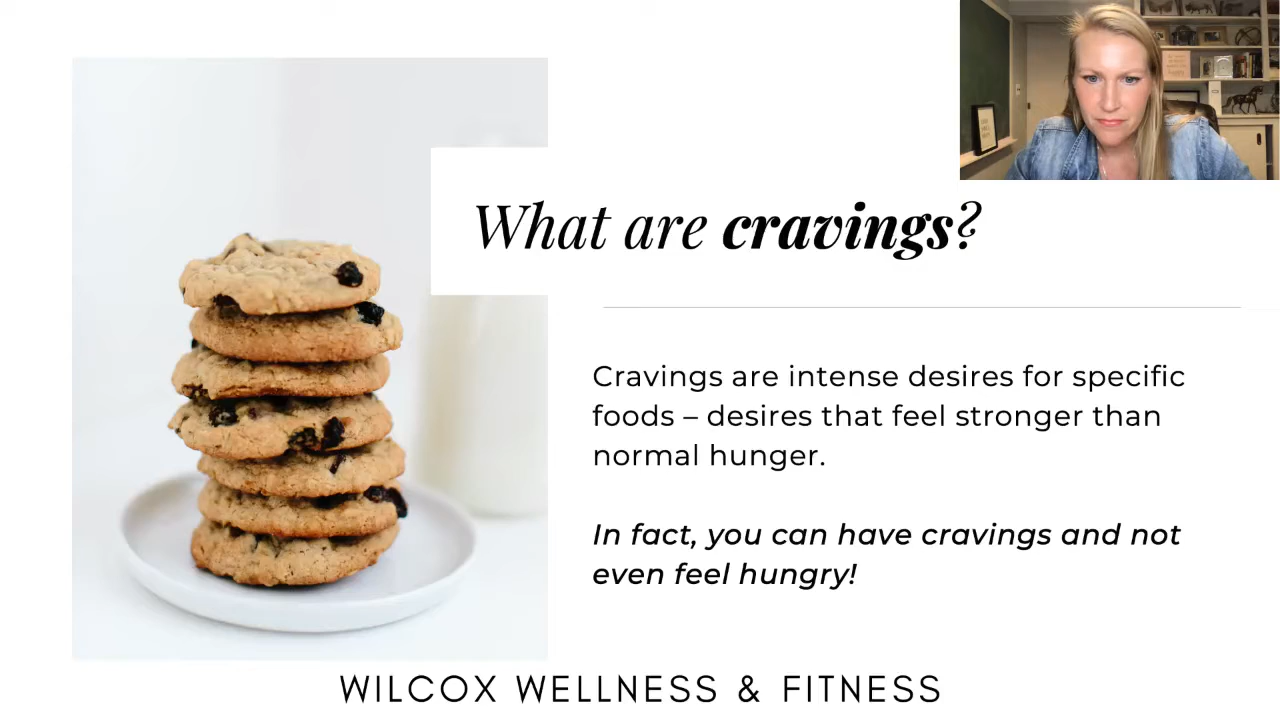 What are cravings?
Cravings are intense desires for specific
foods – desires that feel stronger than
normal hunger.
In fact, you can have cravings and not
even feel hungry!
WILCOX WELLNESS & FITNESS